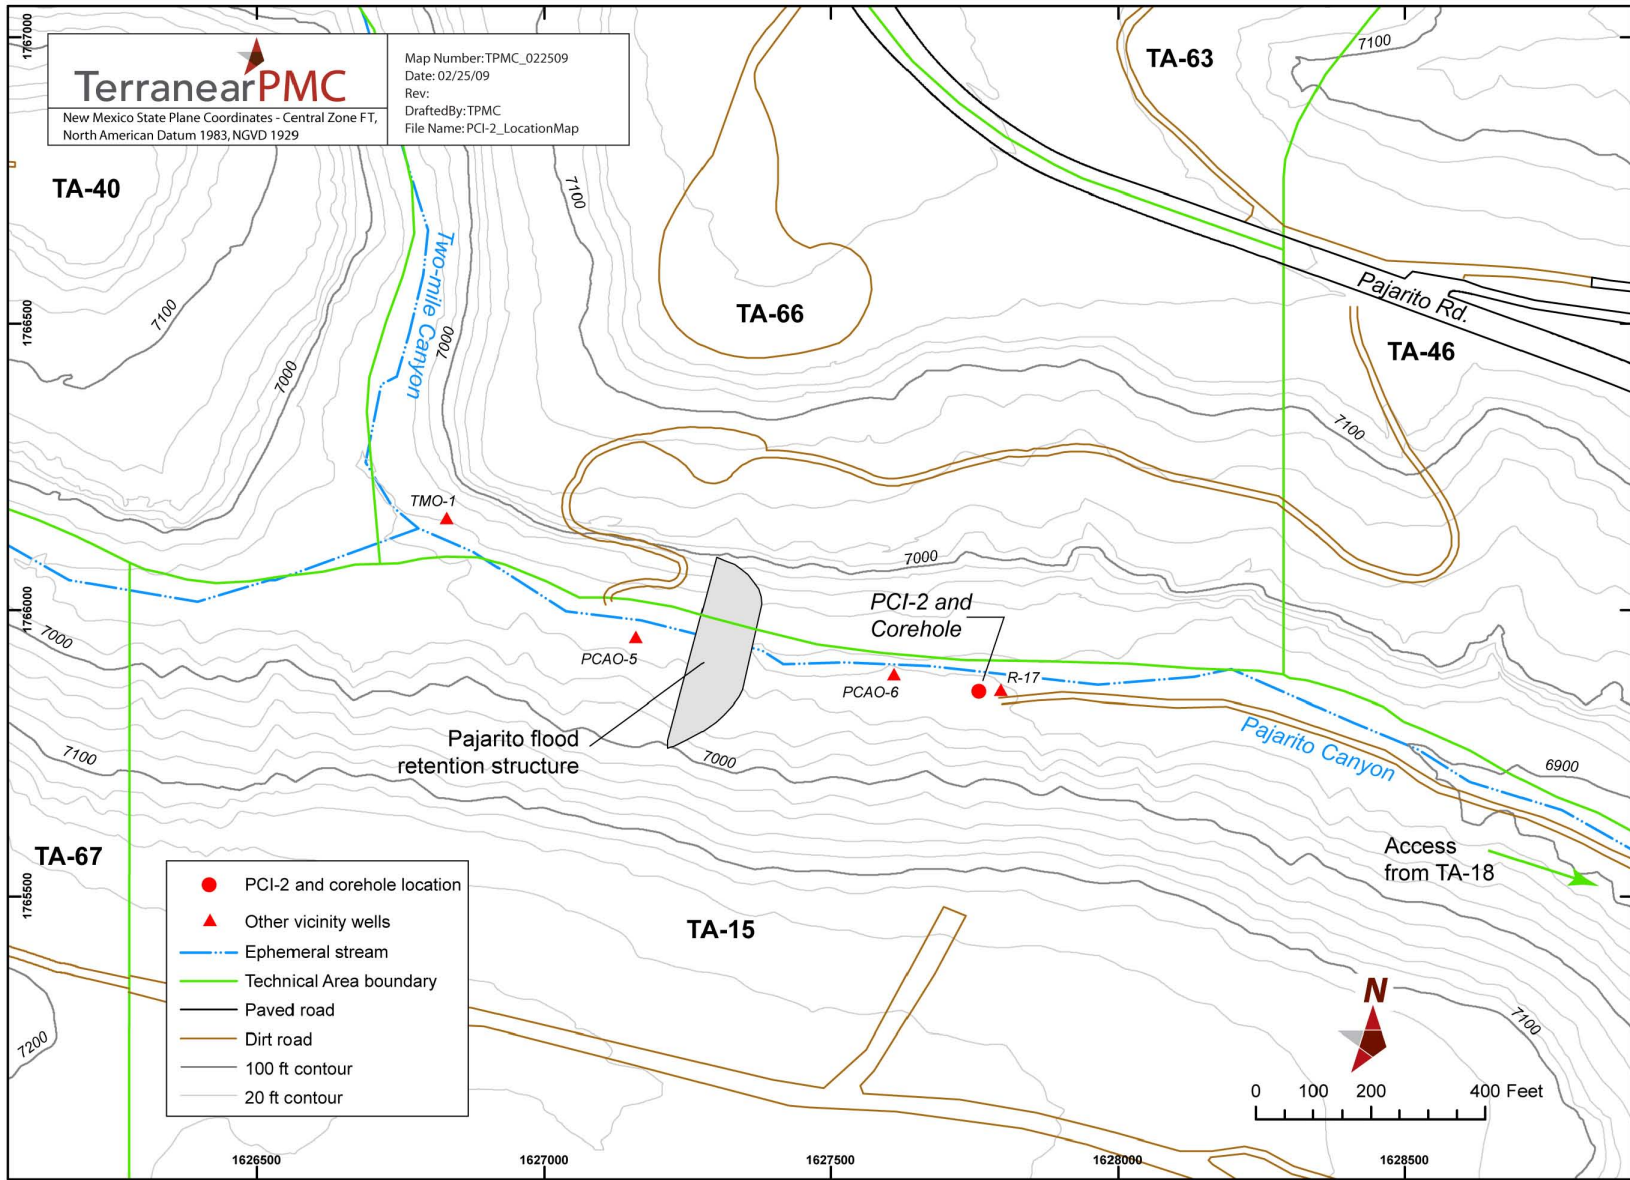 TerranearPMC
New Mexico State Plane Coordinates - Central Zone FT,
North American Datum 1983, NGVD 1929
Map Number: TPMC_022509
Date: 02/25/09
Rev:
DraftedBy: TPMC
File Name: PCI-2_LocationMap
1767000
TA-63
7100
TA-40
7100
Two-mile Canyon
7100
7000
7000
TA-66
Pajarito Rd.
TA-46
1766500
7100
TMO-1
7000
PCI-2 and
Corehole
1766000
7000
PCAO-5
PCAO-6
R-17
Pajarito flood
retention structure
7100
7000
Pajarito Canyon
6900
Access
from TA-18
TA-67
1765500
PCI-2 and corehole location
Other vicinity wells
Ephemeral stream
Technical Area boundary
Paved road
Dirt road
100 ft contour
20 ft contour
TA-15
7200
N
7100
0 100 200 400 Feet
1626500 1627000 1627500 1628000 1628500